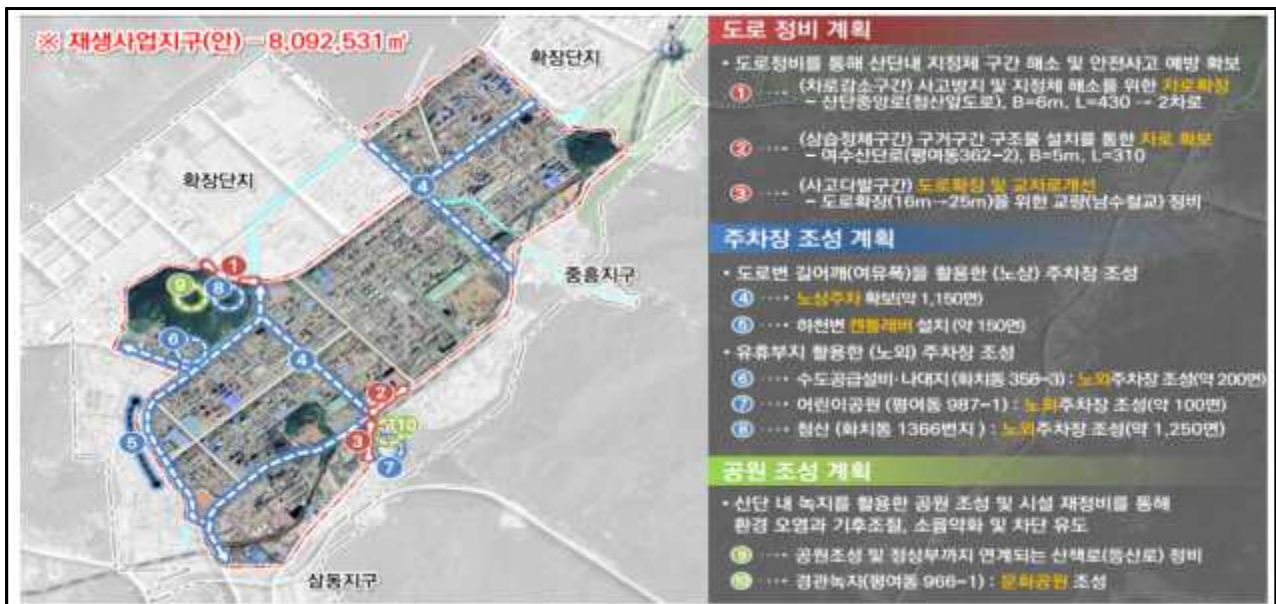 ※ 재생사업지구(안) - 8,092,531㎡
확장단지
확장단지
중흥지구
삼동지구
1
2
3
4
4
5
6
7
8
9
10
도로 정비 계획
• 도로정비를 통해 산단내 지정체 구간 해소 및 안전사고 예방 확보
① ···· (차로감소구간) 사고방지 및 지정체 해소를 위한 차로확장
- 산단중앙로(첨산앞도로), B=6m, L=430 → 2차로
② ···· (상습정체구간) 구거구간 구조물 설치를 통한 차로 확보
- 여수산단로(평여동362-2), B=5m, L=310
③ ···· (사고다발구간) 도로확장 및 교차로개선
- 도로확장(16m→25m)을 위한 교량(남수철교) 정비
주차장 조성 계획
• 도로변 길어깨(여유폭)을 활용한 (노상) 주차장 조성
④ ···· 노상주차 확보(약 1,150면)
⑤ ···· 하천변 캔틸래버 설치 (약 150면)
• 유휴부지 활용한 (노외) 주차장 조성
⑥ ···· 수도공급설비·나대지 (화치동 356-3) : 노외주차장 조성(약 200면)
⑦ ···· 어린이공원 (평여동 987-1) : 노외주차장 조성(약 100면)
⑧ ···· 첨산 (화치동 1366번지 ) : 노외주차장 조성(약 1,250면)
공원 조성 계획
• 산단 내 녹지를 활용한 공원 조성 및 시설 재정비를 통해
환경 오염과 기후조절, 소음약화 및 차단 유도
⑨ ···· 공원조성 및 정상부까지 연계되는 산책로(등산로) 정비
⑩ ···· 경관녹지(평여동 966-1) : 문화공원 조성